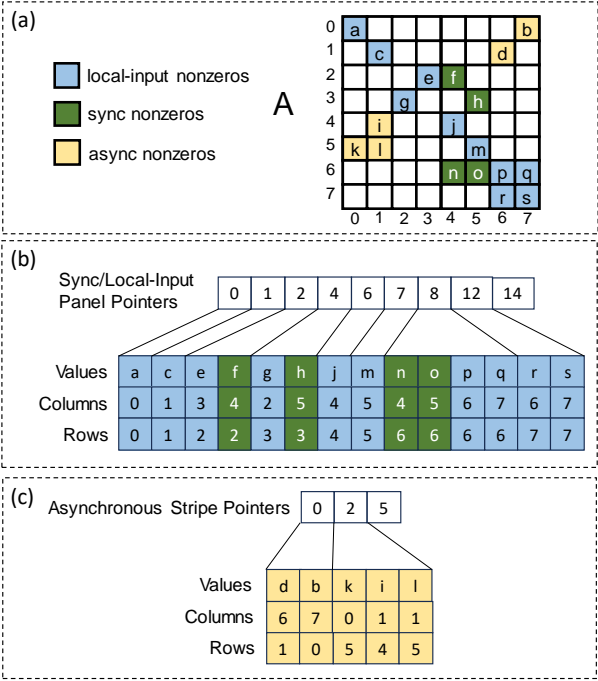 (a)
local-input nonzeros
sync nonzeros
async nonzeros
A
0 a b
1 c d
2 e f
3 g h
4 i j
5 k l m
6 n o p q
7 r s
0 1 2 3 4 5 6 7
(b)
Sync/Local-Input
Panel Pointers
0 1 2 4 6 7 8 12 14
Values a c e f g h j m n o p q r s
Columns 0 1 3 4 2 5 4 5 4 5 6 7 6 7
Rows 0 1 2 2 3 3 4 5 6 6 6 6 7 7
(c)
Asynchronous Stripe Pointers 0 2 5
Values d b k i l
Columns 6 7 0 1 1
Rows 1 0 5 4 5